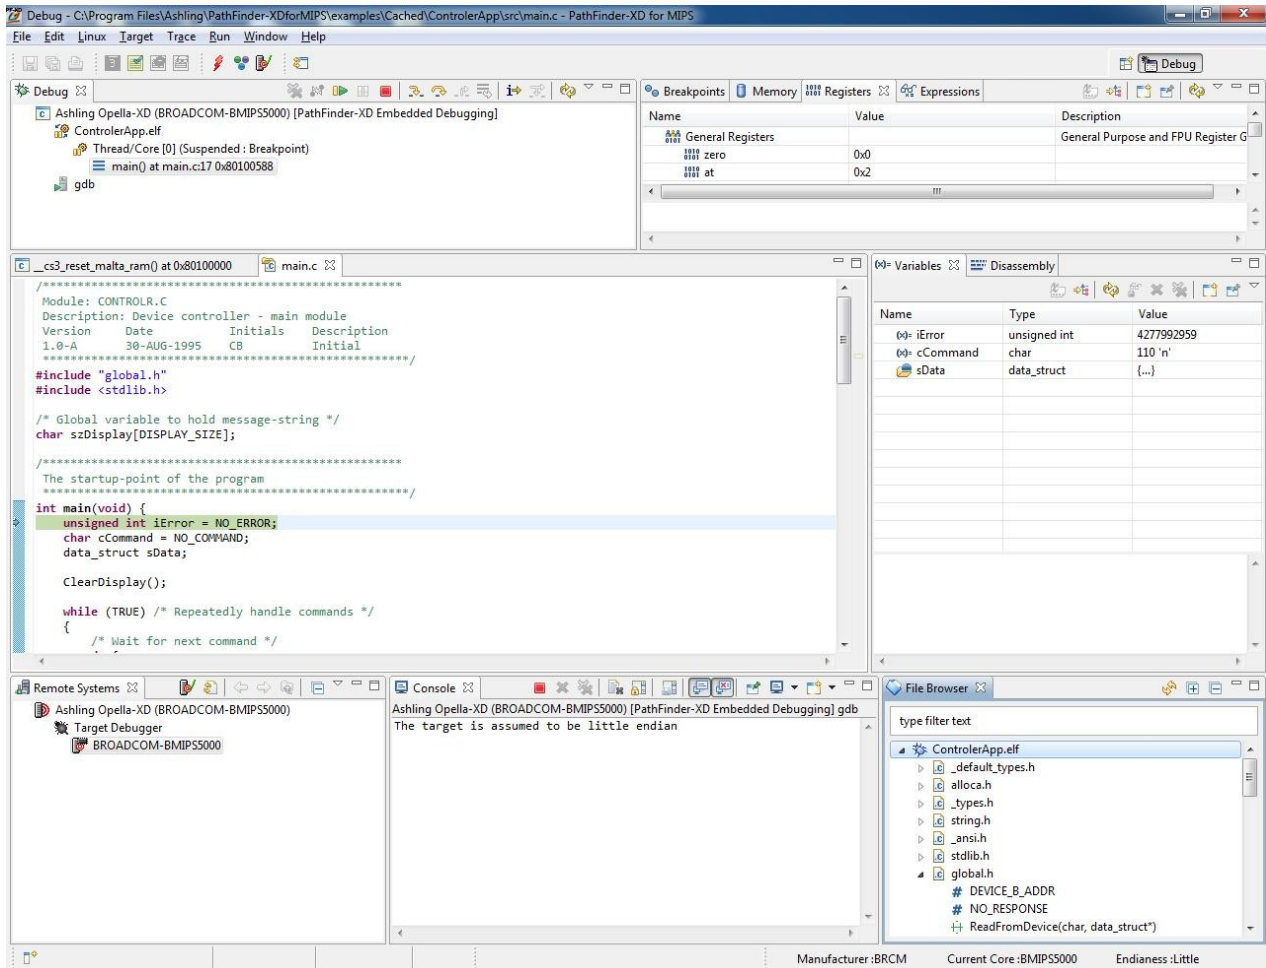 Debug - C:\Program Files\Ashling\PathFinder-XDforMIPS\examples\Cached\ControlerApp\src\main.c - PathFinder-XD for MIPS
File Edit Linux Target Trace Run Window Help
Debug
Debug
Ashling Opella-XD (BROADCOM-BMIPS5000) [PathFinder-XD Embedded Debugging]
ControlerApp.elf
Thread/Core [0] (Suspended : Breakpoint)
main() at main.c:17 0x80100588
gdb
Breakpoints Memory Registers Expressions
Name Value Description
General Registers General Purpose and FPU Register G
zero 0x0
at 0x2
__cs3_reset_malta_ram() at 0x80100000 main.c
/****************************************************
Module: CONTROLR.C
Description: Device controller - main module
Version Date Initials Description
1.0-A 30-AUG-1995 CB Initial
*****************************************************/
#include "global.h"
#include <stdlib.h>
/* Global variable to hold message-string */
char szDisplay[DISPLAY_SIZE];
/****************************************************
The startup-point of the program
*****************************************************/
int main(void) {
unsigned int iError = NO_ERROR;
char cCommand = NO_COMMAND;
data_struct sData;
ClearDisplay();
while (TRUE) /* Repeatedly handle commands */
{
/* Wait for next command */
(x)= Variables Disassembly
Name Type Value
(x)= iError unsigned int 4277992959
(x)= cCommand char 110 'n'
sData data_struct {...}
Remote Systems
Ashling Opella-XD (BROADCOM-BMIPS5000)
Target Debugger
BROADCOM-BMIPS5000
Console
Ashling Opella-XD (BROADCOM-BMIPS5000) [PathFinder-XD Embedded Debugging] gdb
The target is assumed to be little endian
File Browser
type filter text
ControlerApp.elf
_default_types.h
alloca.h
_types.h
string.h
_ansi.h
stdlib.h
global.h
# DEVICE_B_ADDR
# NO_RESPONSE
ReadFromDevice(char, data_struct*)
Manufacturer :BRCM Current Core :BMIPS5000 Endianess :Little